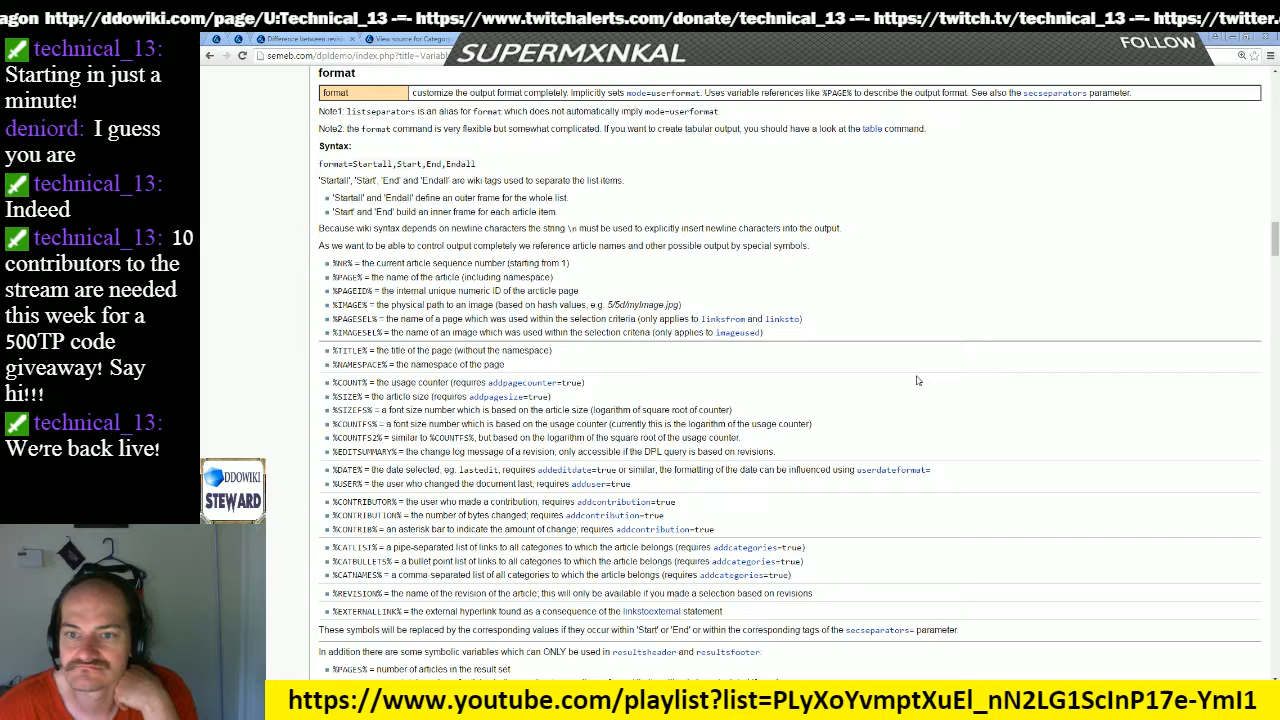 agon http://ddowiki.com/page/U:Technical_13 -=- https://www.twitchalerts.com/donate/technical_13 -=- https://twitch.tv/technical_13 -=- https://twitter.c
technical_13:
Starting in just a
minute!
deniord: I guess
you are
technical_13:
Indeed
technical_13: 10
contributors to the
stream are needed
this week for a
500TP code
giveaway! Say
hi!!!
technical_13:
We're back live!
DDOWIKI
STEWARD
Difference between revis
View source for Categor
semeb.com/dpldemo/index.php?title=Variabl
SUPERMXNKAL
FOLLOW
format
format customize the output format completely. Implicitly sets mode=userformat. Uses variable references like %PAGE% to describe the output format. See also the secseparators parameter.
Note1: listseparators is an alias for format which does not automatically imply mode=userformat.
Note2: the format command is very flexible but somewhat complicated. If you want to create tabular output, you should have a look at the table command.
Syntax:
format=Startall,Start,End,Endall
'Startall', 'Start', 'End' and 'Endall' are wiki tags used to separate the list items.
'Startall' and 'Endall' define an outer frame for the whole list.
'Start' and 'End' build an inner frame for each article item.
Because wiki syntax depends on newline characters the string \n must be used to explicitly insert newline characters into the output.
As we want to be able to control output completely we reference article names and other possible output by special symbols:
%NR% = the current article sequence number (starting from 1)
%PAGE% = the name of the article (including namespace)
%PAGEID% = the internal unique numeric ID of the arcticle page
%IMAGE% = the physical path to an image (based on hash values, e.g. 5/5d/myImage.jpg)
%PAGESEL% = the name of a page which was used within the selection criteria (only applies to linksfrom and linksto)
%IMAGESEL% = the name of an image which was used within the selection criteria (only applies to imageused)
%TITLE% = the title of the page (without the namespace)
%NAMESPACE% = the namespace of the page
%COUNT% = the usage counter (requires addpagecounter=true)
%SIZE% = the article size (requires addpagesize=true)
%SIZEFS% = a font size number which is based on the article size (logarithm of square root of counter)
%COUNTFS% = a font size number which is based on the usage counter (currently this is the logarithm of the usage counter)
%COUNTFS2% = similar to %COUNTFS%, but based on the logarithm of the square root of the usage counter.
%EDITSUMMARY% = the change log message of a revision, only accessible if the DPL query is based on revisions.
%DATE% = the date selected, eg. lastedit, requires addeditdate=true or similar, the formatting of the date can be influenced using userdateformat=
%USER% = the user who changed the document last; requires adduser=true
%CONTRIBUTOR% = the user who made a contribution; requires addcontribution=true
%CONTRIBUTION% = the number of bytes changed; requires addcontribution=true
%CONTRIB% = an asterisk bar to indicate the amount of change; requires addcontribution=true
%CATLIST% = a pipe-separated list of links to all categories to which the article belongs (requires addcategories=true)
%CATBULLETS% = a bullet point list of links to all categories to which the article belongs (requires addcategories=true)
%CATNAMES% = a comma-separated list of all categories to which the article belongs (requires addcategories=true)
%REVISION% = the name of the revision of the article; this will only be available if you made a selection based on revisions
%EXTERNALLINK% = the external hyperlink found as a consequence of the linkstoexternal statement
These symbols will be replaced by the corresponding values if they occur within 'Start' or 'End' or within the corresponding tags of the secseparators= parameter.
In addition there are some symbolic variables which can ONLY be used in resultsheader and resultsfooter:
%PAGES% = number of articles in the result set
https://www.youtube.com/playlist?list=PLyXoYvmptXuEl_nN2LG1ScInP17e-YmI1